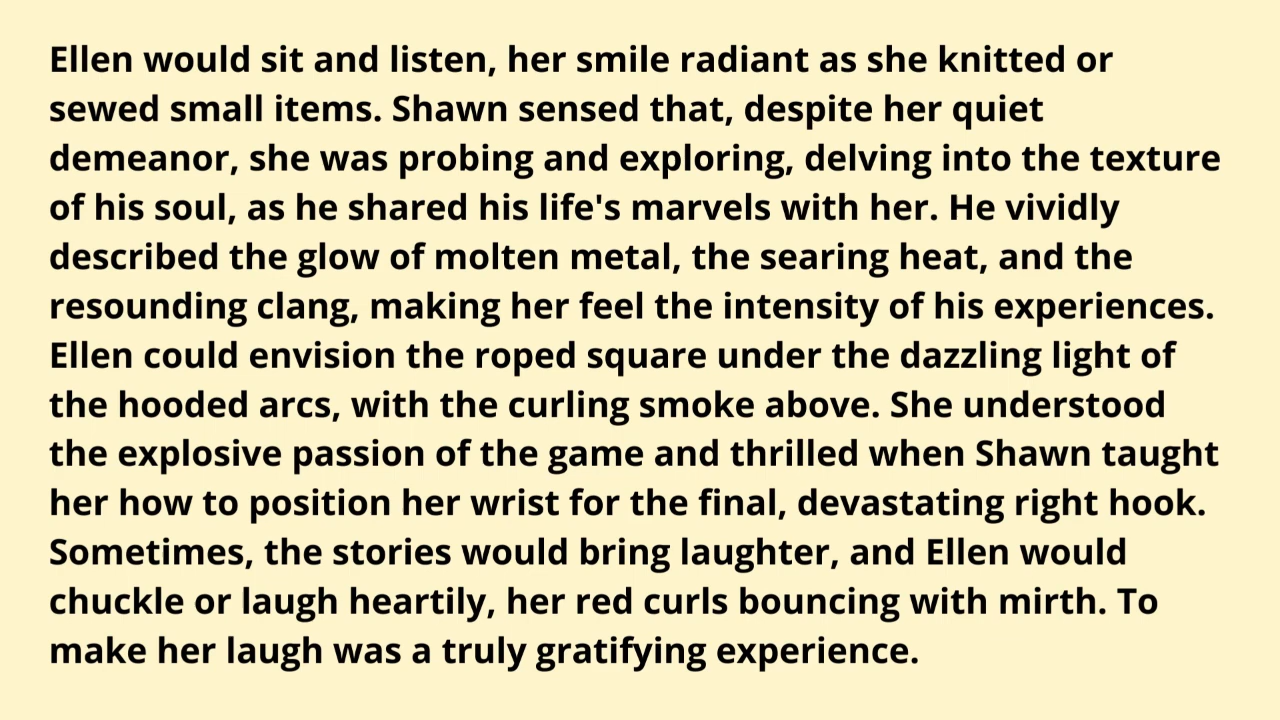 Ellen would sit and listen, her smile radiant as she knitted or
sewed small items. Shawn sensed that, despite her quiet
demeanor, she was probing and exploring, delving into the texture
of his soul, as he shared his life's marvels with her. He vividly
described the glow of molten metal, the searing heat, and the
resounding clang, making her feel the intensity of his experiences.
Ellen could envision the roped square under the dazzling light of
the hooded arcs, with the curling smoke above. She understood
the explosive passion of the game and thrilled when Shawn taught
her how to position her wrist for the final, devastating right hook.
Sometimes, the stories would bring laughter, and Ellen would
chuckle or laugh heartily, her red curls bouncing with mirth. To
make her laugh was a truly gratifying experience.